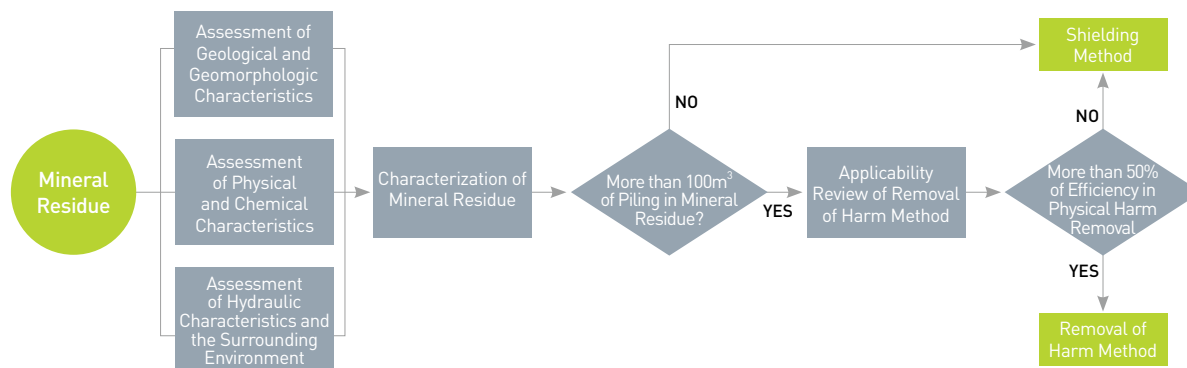 Mineral
Residue
Assessment of
Geological and
Geomorphologic
Characteristics
Assessment
of Physical
and Chemical
Characteristics
Assessment
of Hydraulic
Characteristics and
the Surrounding
Environment
Characterization of
Mineral Residue
More than 100m³
of Piling in Mineral
Residue?
NO
YES
Applicability
Review of Removal
of Harm Method
More than 50%
of Efficiency in
Physical Harm
Removal
NO
Shielding
Method
YES
Removal of
Harm Method